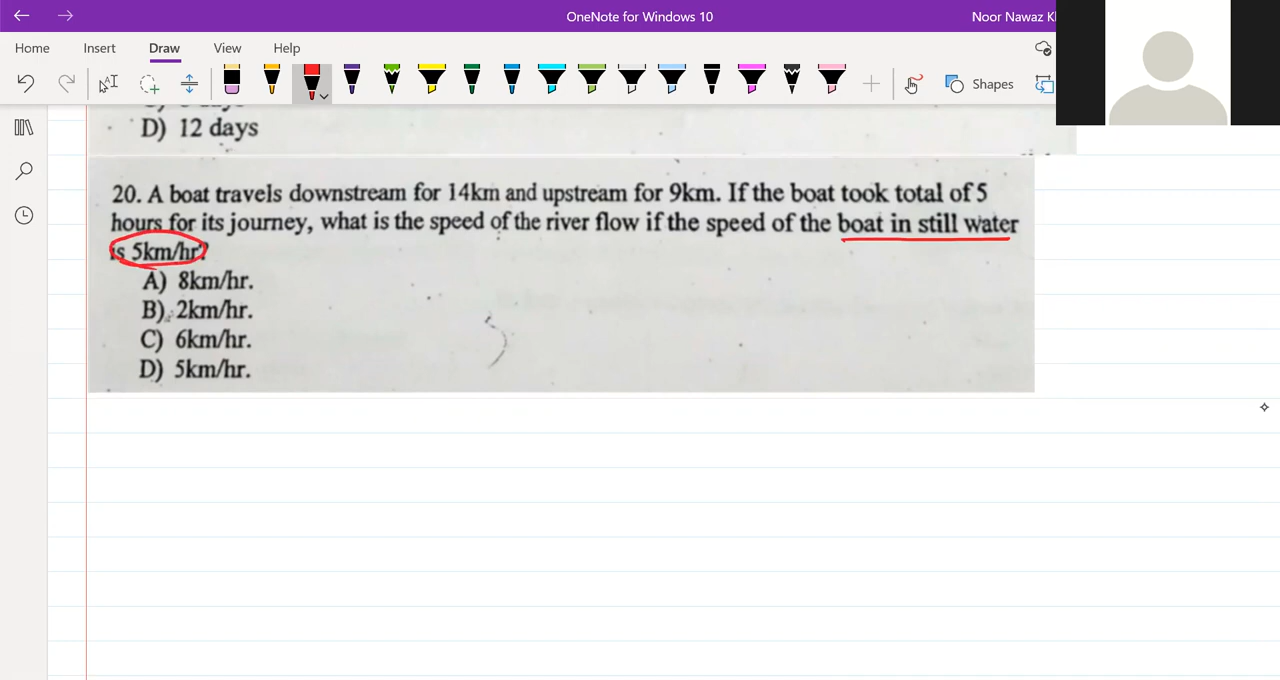 OneNote for Windows 10
Noor Nawaz
Home Insert Draw View Help
Shapes
D) 12 days
20. A boat travels downstream for 14km and upstream for 9km. If the boat took total of 5
hours for its journey, what is the speed of the river flow if the speed of the boat in still water
is 5km/hr?
A) 8km/hr.
B) 2km/hr.
C) 6km/hr.
D) 5km/hr.